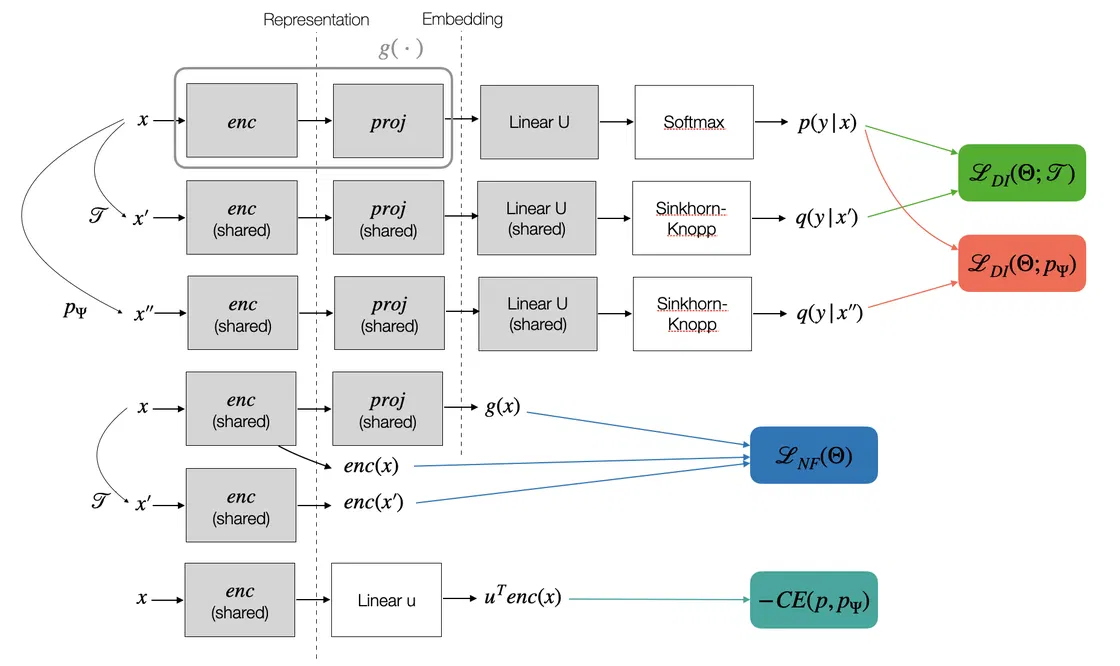 Representation
Embedding
g( · )
x
enc
proj
Linear U
Softmax
p(y|x)
ℒ_DI(Θ; 𝒯)
𝒯
x′
enc
(shared)
proj
(shared)
Linear U
(shared)
Sinkhorn-
Knopp
q(y|x′)
ℒ_DI(Θ; p_Ψ)
p_Ψ
x′′
enc
(shared)
proj
(shared)
Linear U
(shared)
Sinkhorn-
Knopp
q(y|x′′)
x
enc
(shared)
proj
(shared)
g(x)
ℒ_NF(Θ)
enc(x)
𝒯
x′
enc
(shared)
enc(x′)
x
enc
(shared)
Linear u
u^T enc(x)
−CE(p, p_Ψ)